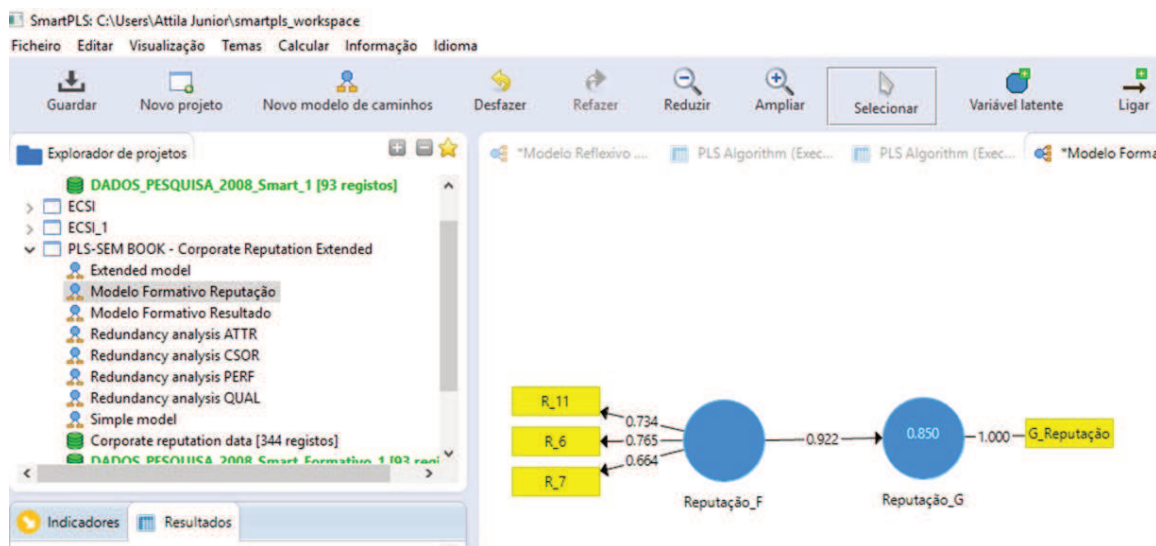 SmartPLS: C:\Users\Attila Junior\smartpls_workspace
Ficheiro Editar Visualização Temas Calcular Informação Idioma
Guardar Novo projeto Novo modelo de caminhos Desfazer Refazer Reduzir Ampliar Selecionar Variável latente Ligar
Explorador de projetos
*Modelo Reflexivo .... PLS Algorithm (Exec... PLS Algorithm (Exec... *Modelo Forma
DADOS_PESQUISA_2008_Smart_1 [93 registos]
ECSI
ECSI_1
PLS-SEM BOOK - Corporate Reputation Extended
Extended model
Modelo Formativo Reputação
Modelo Formativo Resultado
Redundancy analysis ATTR
Redundancy analysis CSOR
Redundancy analysis PERF
Redundancy analysis QUAL
Simple model
Corporate reputation data [344 registos]
DADOS_PESQUISA_2008_Smart_Formativo_1 [93 regi
Indicadores Resultados
R_11
R_6
R_7
0.734
0.765
0.664
Reputação_F
0.922
0.850
Reputação_G
1.000
G_Reputação